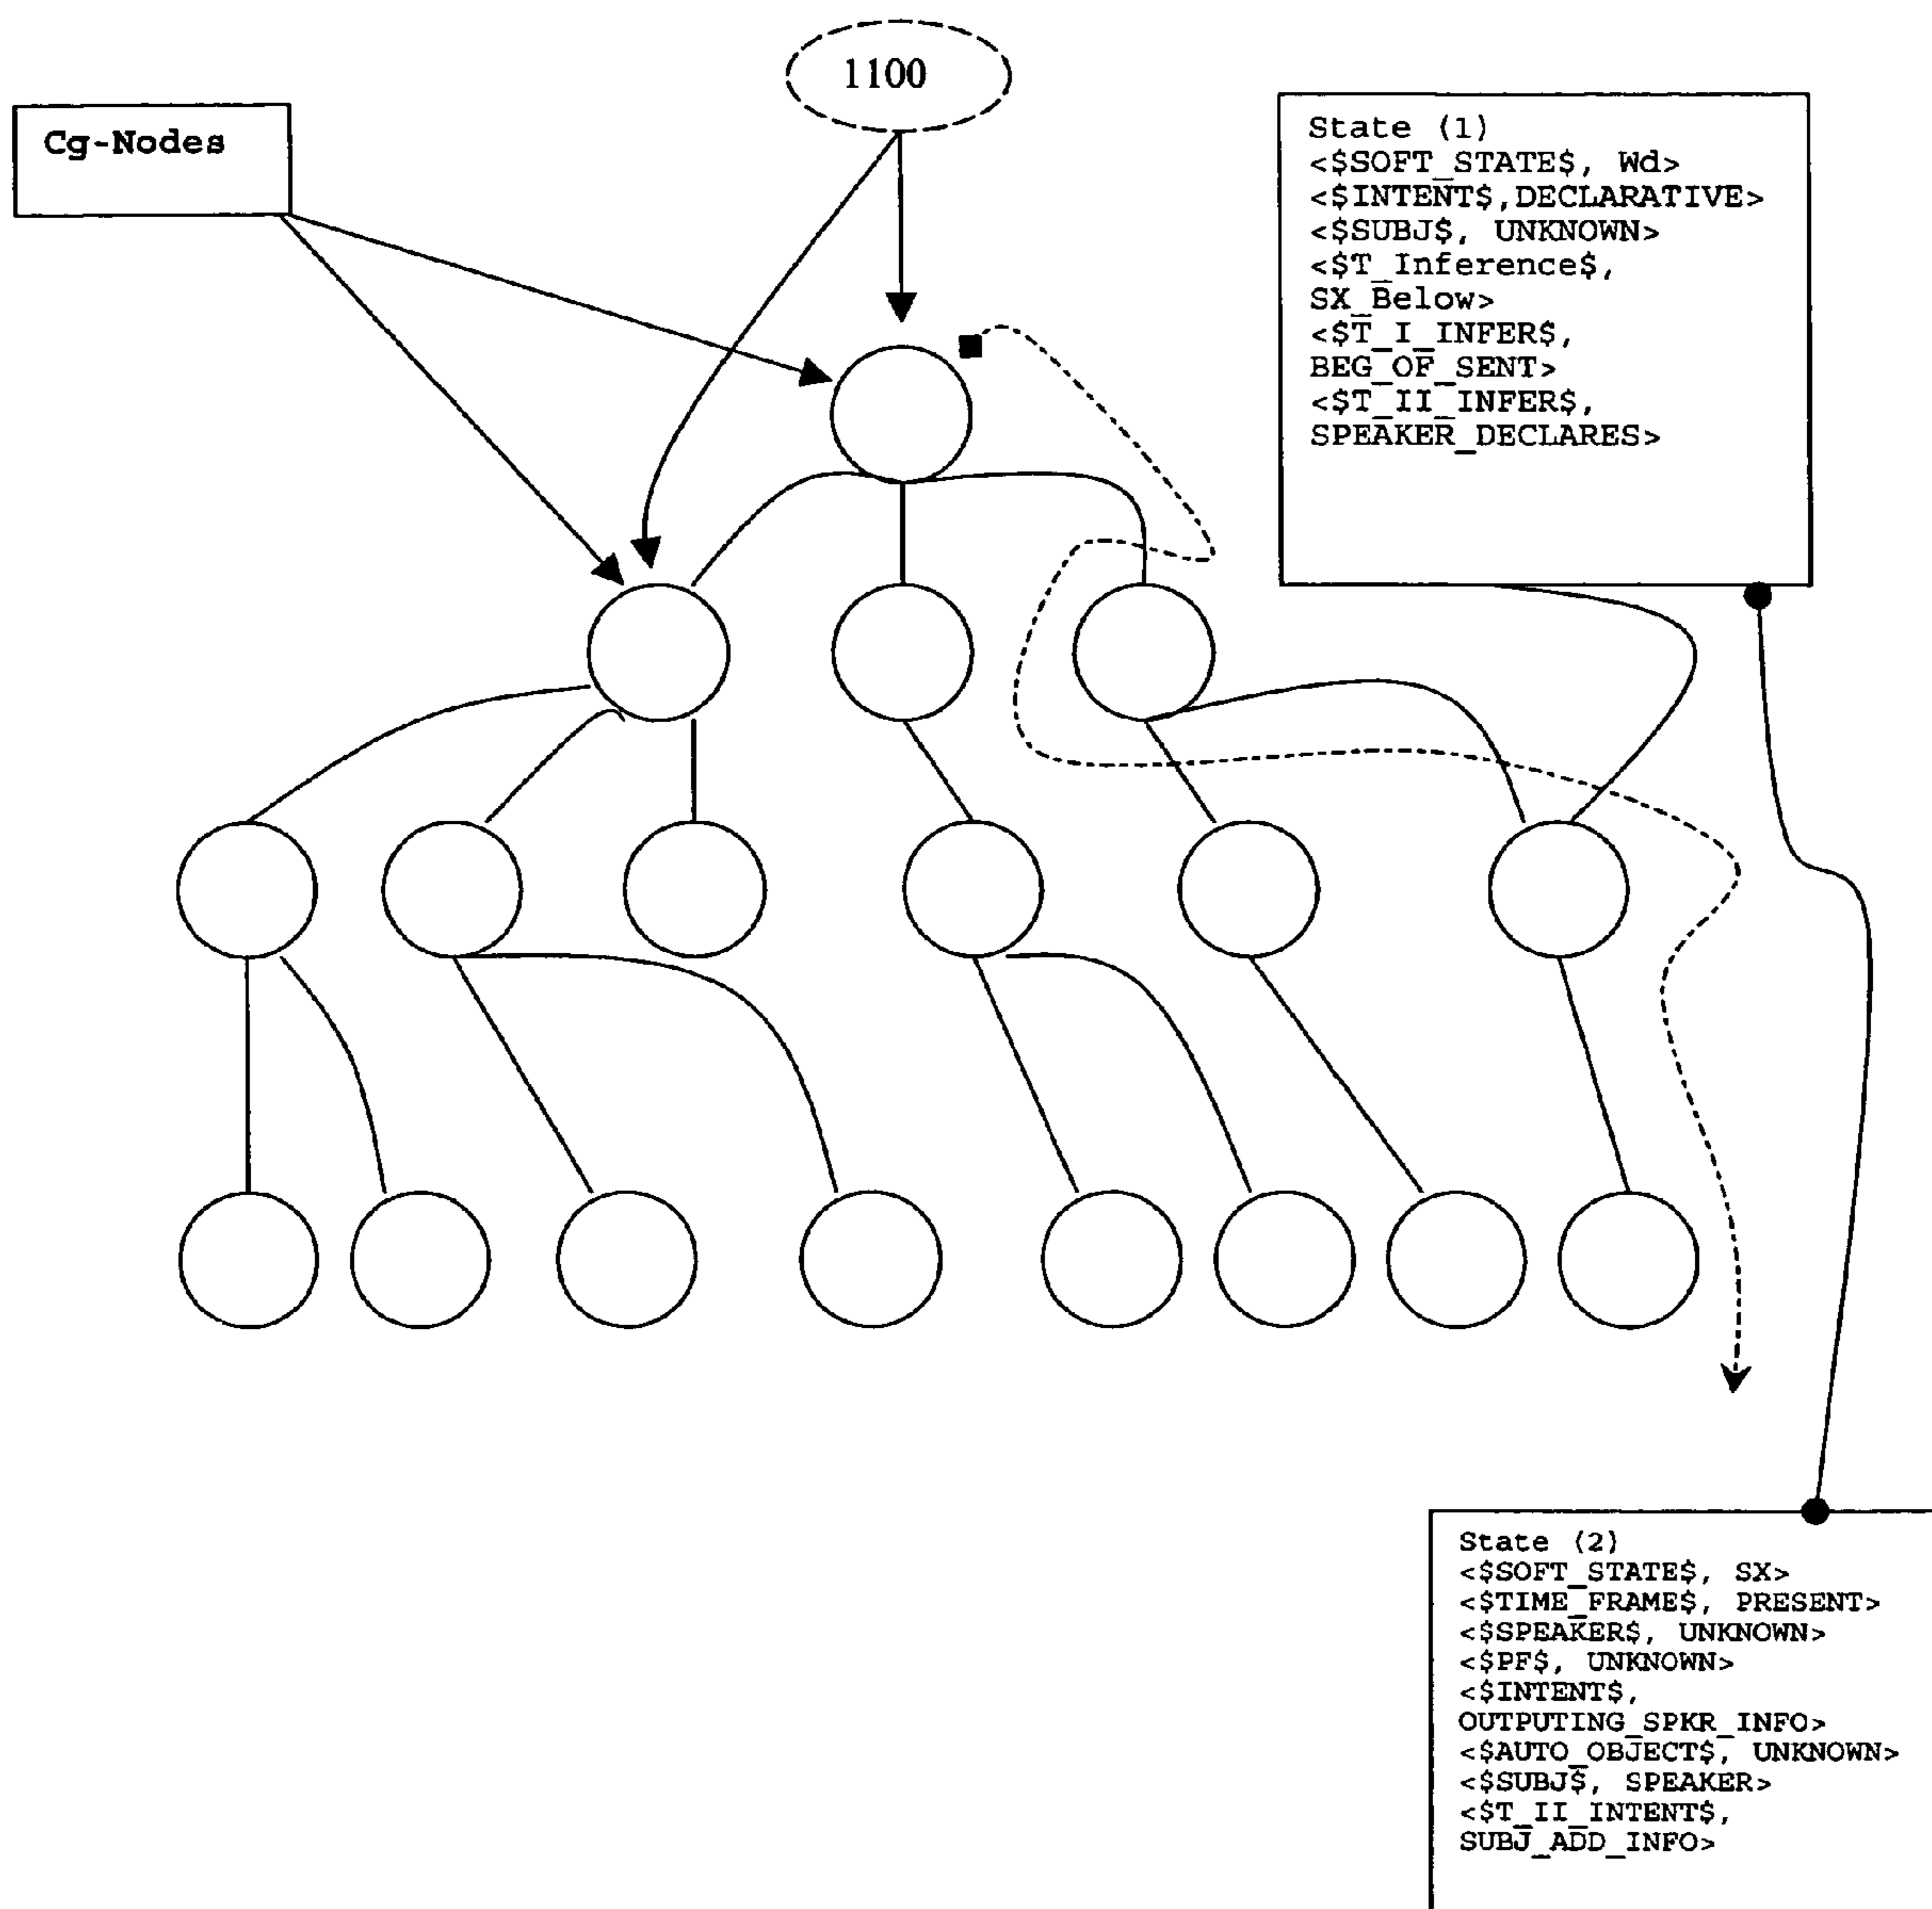 1100
Cg-Nodes
State (1)
<$SOFT_STATE$, Wd>
<$INTENT$,DECLARATIVE>
<$SUBJ$, UNKNOWN>
<$T_Inference$,
SX_Below>
<$T_I_INFER$,
BEG_OF_SENT>
<$T_II_INFER$,
SPEAKER_DECLARES>
State (2)
<$SOFT_STATE$, SX>
<$TIME_FRAME$, PRESENT>
<$SPEAKER$, UNKNOWN>
<$PF$, UNKNOWN>
<$INTENT$,
OUTPUTING_SPKR_INFO>
<$AUTO_OBJECT$, UNKNOWN>
<$SUBJ$, SPEAKER>
<$T_II_INTENT$,
SUBJ_ADD_INFO>